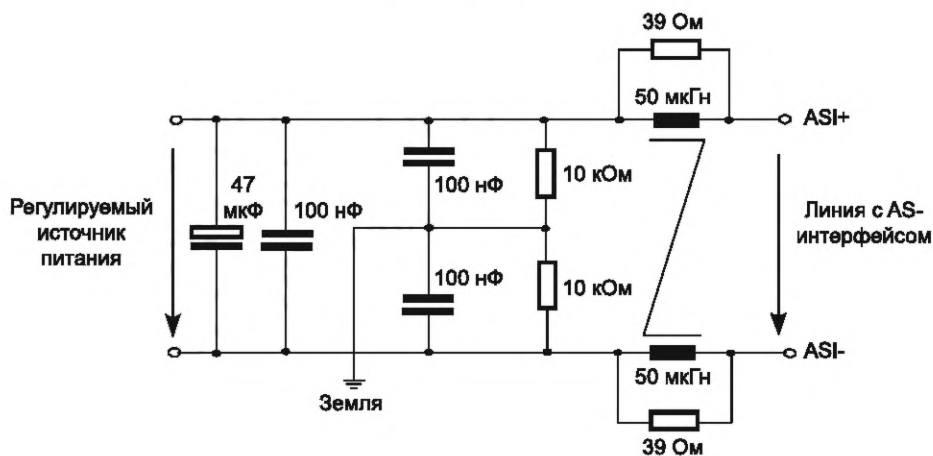 39 Ом
50 мкГн
ASI+
Регулируемый
источник
питания
47
мкФ
100 нФ
100 нФ
10 кОм
100 нФ
10 кОм
Линия с AS-
интерфейсом
Земля
ASI-
50 мкГн
39 Ом